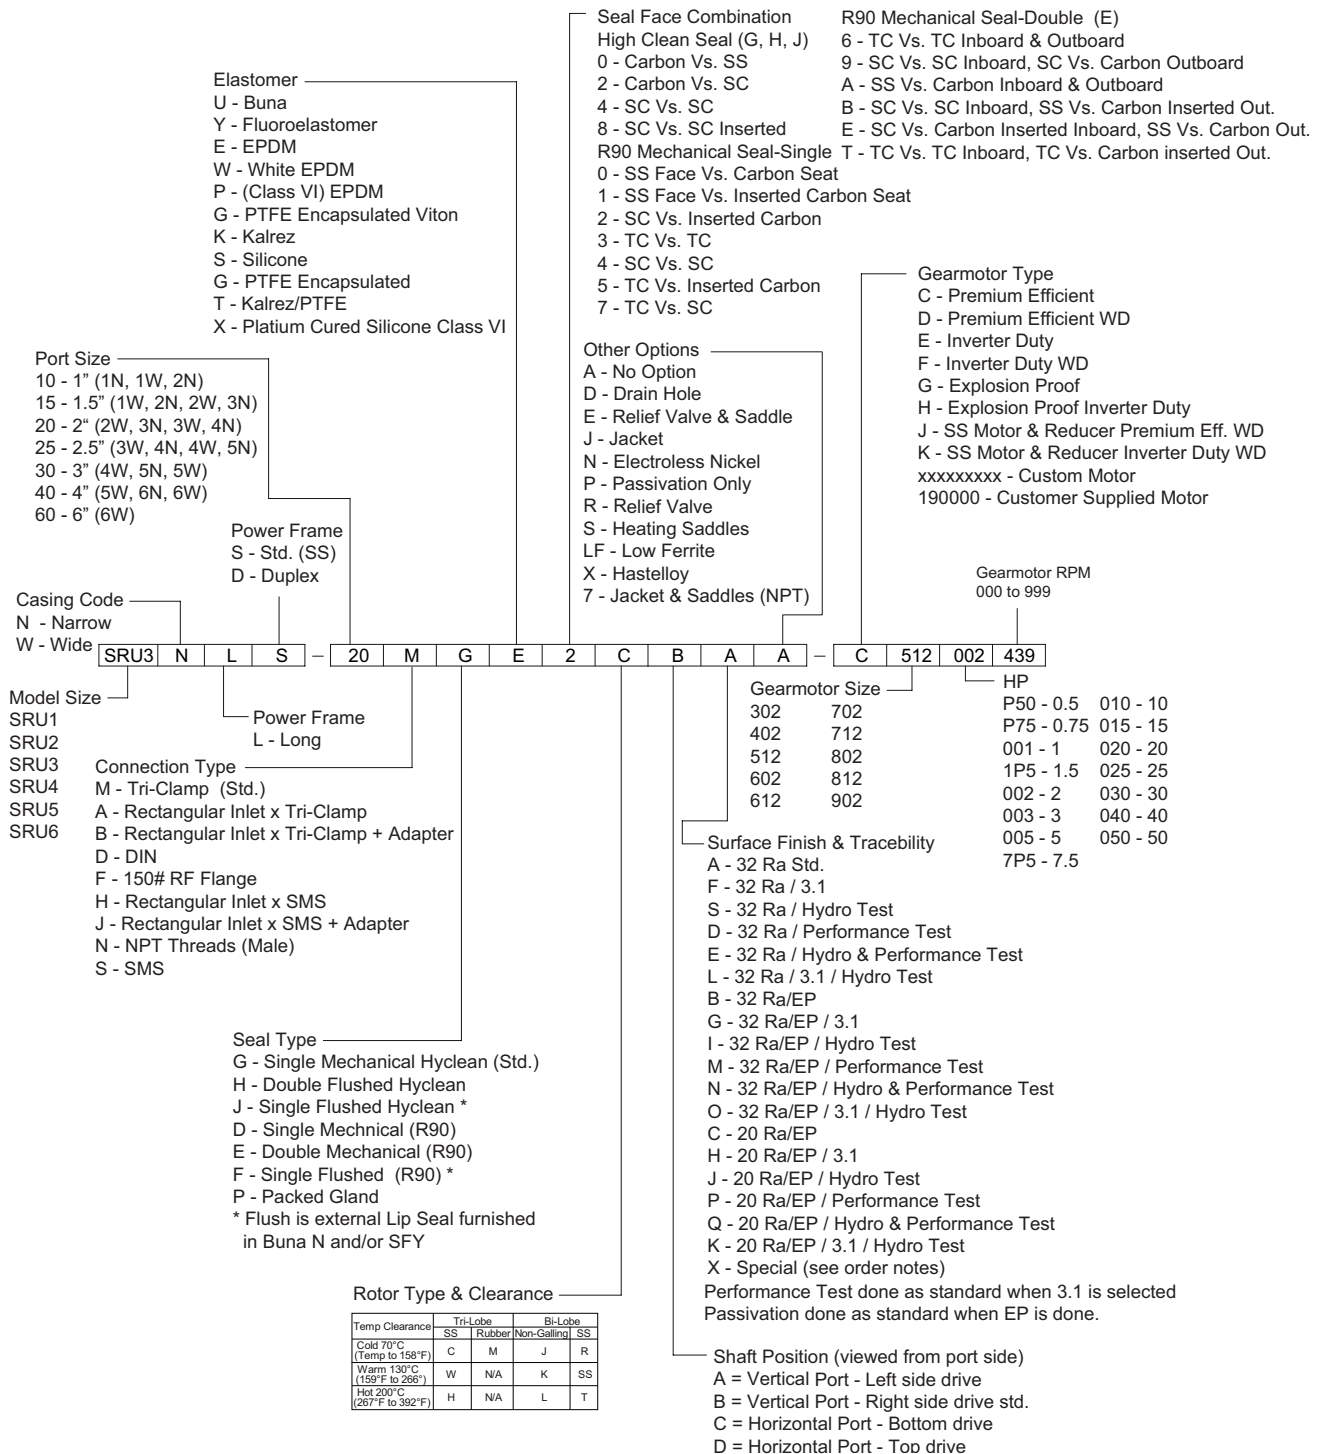 Seal Face Combination
High Clean Seal (G, H, J)
0 - Carbon Vs. SS
2 - Carbon Vs. SC
4 - SC Vs. SC
8 - SC Vs. SC Inserted
R90 Mechanical Seal-Single
0 - SS Face Vs. Carbon Seat
1 - SS Face Vs. Inserted Carbon Seat
2 - SC Vs. Inserted Carbon
3 - TC Vs. TC
4 - SC Vs. SC
5 - TC Vs. Inserted Carbon
7 - TC Vs. SC
R90 Mechanical Seal-Double (E)
6 - TC Vs. TC Inboard & Outboard
9 - SC Vs. SC Inboard, SC Vs. Carbon Outboard
A - SS Vs. Carbon Inboard & Outboard
B - SC Vs. SC Inboard, SS Vs. Carbon Inserted Out.
E - SC Vs. Carbon Inserted Inboard, SS Vs. Carbon Out.
T - TC Vs. TC Inboard, TC Vs. Carbon inserted Out.
Elastomer
U - Buna
Y - Fluoroelastomer
E - EPDM
W - White EPDM
P - (Class VI) EPDM
G - PTFE Encapsulated Viton
K - Kalrez
S - Silicone
G - PTFE Encapsulated
T - Kalrez/PTFE
X - Platium Cured Silicone Class VI
Gearmotor Type
C - Premium Efficient
D - Premium Efficient WD
E - Inverter Duty
F - Inverter Duty WD
G - Explosion Proof
H - Explosion Proof Inverter Duty
J - SS Motor & Reducer Premium Eff. WD
K - SS Motor & Reducer Inverter Duty WD
xxxxxxxxx - Custom Motor
190000 - Customer Supplied Motor
Port Size
10 - 1” (1N, 1W, 2N)
15 - 1.5” (1W, 2N, 2W, 3N)
20 - 2“ (2W, 3N, 3W, 4N)
25 - 2.5” (3W, 4N, 4W, 5N)
30 - 3” (4W, 5N, 5W)
40 - 4” (5W, 6N, 6W)
60 - 6” (6W)
Other Options
A - No Option
D - Drain Hole
E - Relief Valve & Saddle
J - Jacket
N - Electroless Nickel
P - Passivation Only
R - Relief Valve
S - Heating Saddles
LF - Low Ferrite
X - Hastelloy
7 - Jacket & Saddles (NPT)
Power Frame
S - Std. (SS)
D - Duplex
Gearmotor RPM
000 to 999
Casing Code
N - Narrow
W - Wide
SRU3 N L S – 20 M G E 2 C B A A – C 512 002 439
Model Size
SRU1
SRU2
SRU3
SRU4
SRU5
SRU6
Power Frame
L - Long
Gearmotor Size
302 702
402 712
512 802
602 812
612 902
HP
P50 - 0.5 010 - 10
P75 - 0.75 015 - 15
001 - 1 020 - 20
1P5 - 1.5 025 - 25
002 - 2 030 - 30
003 - 3 040 - 40
005 - 5 050 - 50
7P5 - 7.5
Connection Type
M - Tri-Clamp (Std.)
A - Rectangular Inlet x Tri-Clamp
B - Rectangular Inlet x Tri-Clamp + Adapter
D - DIN
F - 150# RF Flange
H - Rectangular Inlet x SMS
J - Rectangular Inlet x SMS + Adapter
N - NPT Threads (Male)
S - SMS
Surface Finish & Tracebility
A - 32 Ra Std.
F - 32 Ra / 3.1
S - 32 Ra / Hydro Test
D - 32 Ra / Performance Test
E - 32 Ra / Hydro & Performance Test
L - 32 Ra / 3.1 / Hydro Test
B - 32 Ra/EP
G - 32 Ra/EP / 3.1
I - 32 Ra/EP / Hydro Test
M - 32 Ra/EP / Performance Test
N - 32 Ra/EP / Hydro & Performance Test
O - 32 Ra/EP / 3.1 / Hydro Test
C - 20 Ra/EP
H - 20 Ra/EP / 3.1
J - 20 Ra/EP / Hydro Test
P - 20 Ra/EP / Performance Test
Q - 20 Ra/EP / Hydro & Performance Test
K - 20 Ra/EP / 3.1 / Hydro Test
X - Special (see order notes)
Performance Test done as standard when 3.1 is selected
Passivation done as standard when EP is done.
Seal Type
G - Single Mechanical Hyclean (Std.)
H - Double Flushed Hyclean
J - Single Flushed Hyclean *
D - Single Mechnical (R90)
E - Double Mechanical (R90)
F - Single Flushed (R90) *
P - Packed Gland
* Flush is external Lip Seal furnished
in Buna N and/or SFY
Rotor Type & Clearance
Temp Clearance Tri-Lobe Bi-Lobe
SS Rubber Non-Galling SS
Cold 70°C (Temp to 158°F) C M J R
Warm 130°C (159°F to 266°) W N/A K SS
Hot 200°C (267°F to 392°F) H N/A L T
Shaft Position (viewed from port side)
A = Vertical Port - Left side drive
B = Vertical Port - Right side drive std.
C = Horizontal Port - Bottom drive
D = Horizontal Port - Top drive